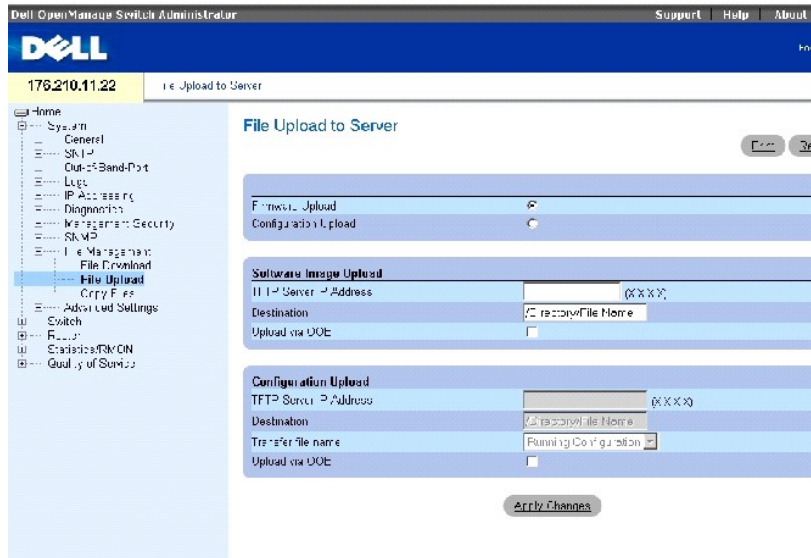 Dell OpenManage Switch Administrator
Support Help About
DELL
176.210.11.22
File Upload to Server
Home
System
General
SNTP
Out-of-Band-Port
Logs
IP Addressing
Diagnostics
Management Security
SNMP
File Management
File Download
File Upload
Copy Files
Advanced Settings
Switch
Router
Statistics/RMON
Quality of Service
File Upload to Server
Print
Firmware Upload
Configuration Upload
Software Image Upload
TFTP Server IP Address
(X.X.X.X)
Destination
/Directory/File Name
Upload via OOB
Configuration Upload
TFTP Server IP Address
(X.X.X.X)
Destination
/Directory/File Name
Transfer file name
Running Configuration
Upload via OOB
Apply Changes